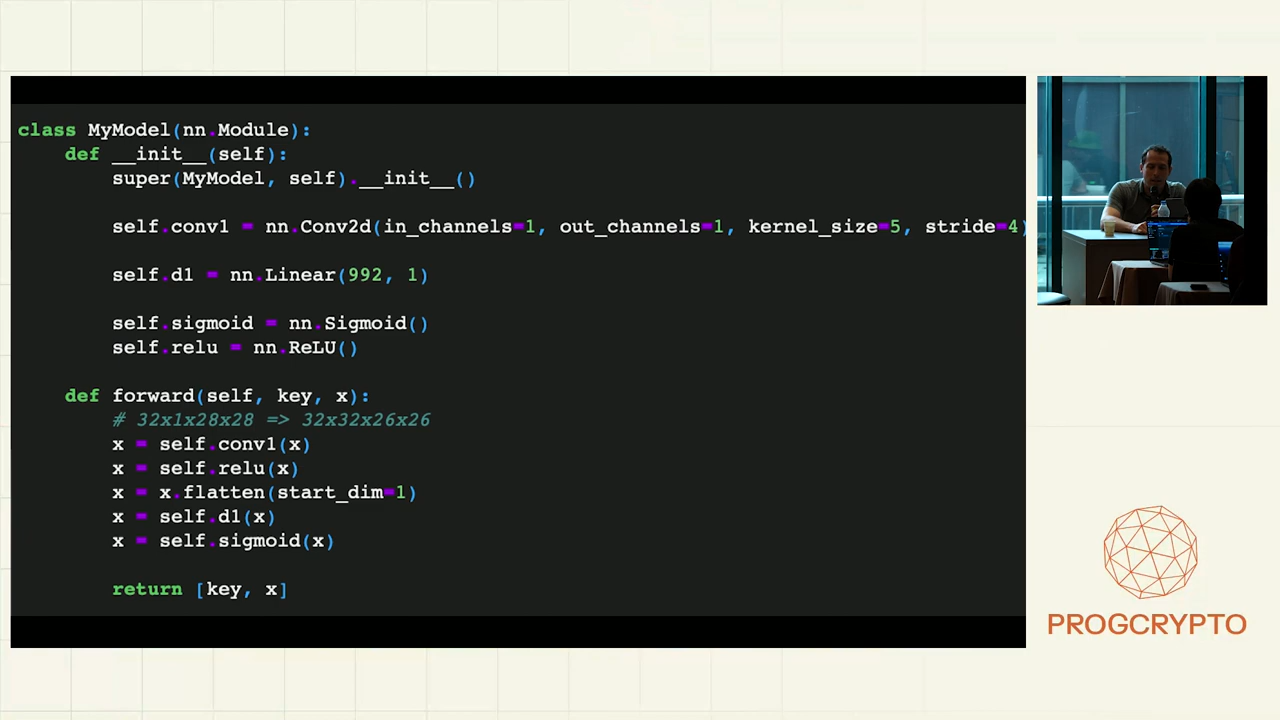 class MyModel(nn.Module):
    def __init__(self):
        super(MyModel, self).__init__()
        self.conv1 = nn.Conv2d(in_channels=1, out_channels=1, kernel_size=5, stride=4)
        self.d1 = nn.Linear(992, 1)
        self.sigmoid = nn.Sigmoid()
        self.relu = nn.ReLU()
    def forward(self, key, x):
        # 32x1x28x28 => 32x32x26x26
        x = self.conv1(x)
        x = self.relu(x)
        x = x.flatten(start_dim=1)
        x = self.d1(x)
        x = self.sigmoid(x)
        return [key, x]
PROGCRYPTO